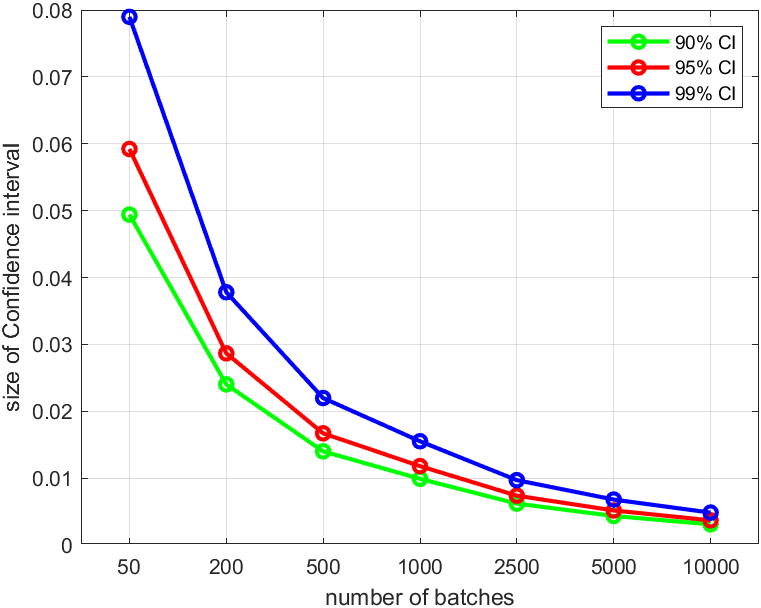 0.08
0.07
0.06
0.05
0.04
0.03
0.02
0.01
0
size of Confidence interval
90% CI
95% CI
99% CI
50 200 500 1000 2500 5000 10000
number of batches